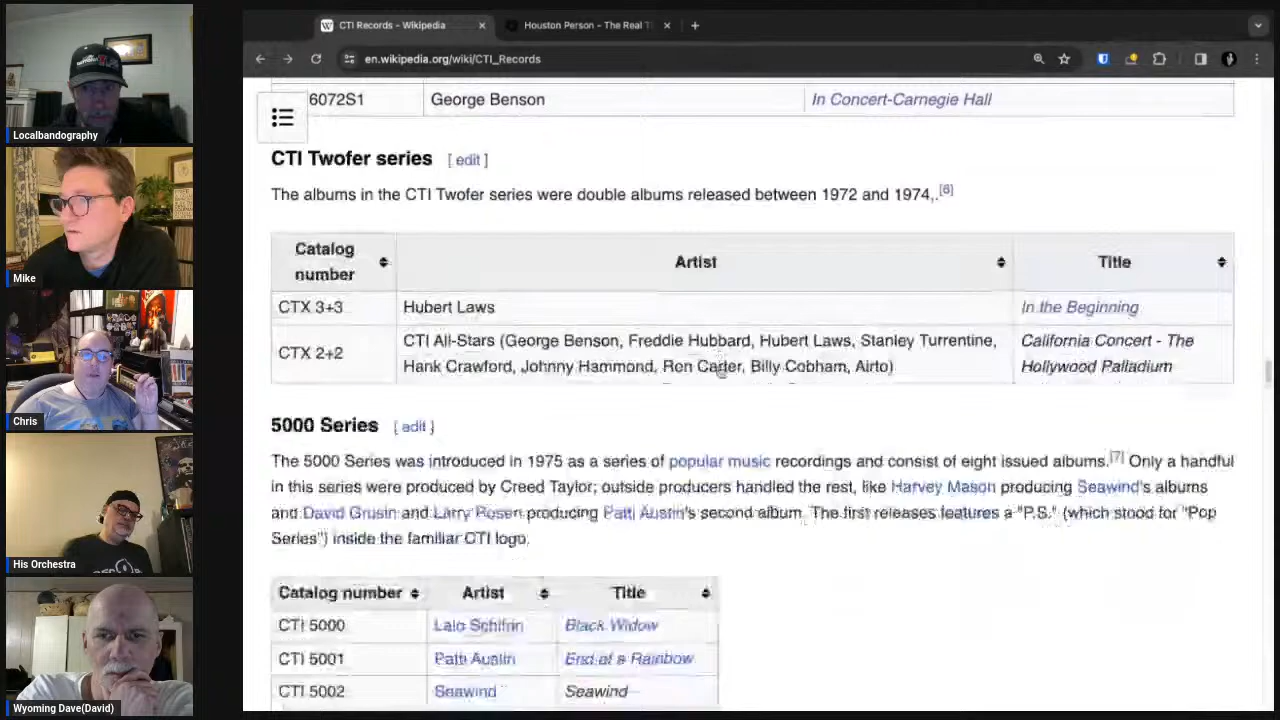 Localbandography
Mike
Chris
His Orchestra
Wyoming Dave(David)
CTI Records - Wikipedia
Houston Person - The Real T
en.wikipedia.org/wiki/CTI_Records
6072S1 George Benson In Concert-Carnegie Hall
CTI Twofer series [ edit ]
The albums in the CTI Twofer series were double albums released between 1972 and 1974,.[6]
Catalog number Artist Title
CTX 3+3 Hubert Laws In the Beginning
CTX 2+2 CTI All-Stars (George Benson, Freddie Hubbard, Hubert Laws, Stanley Turrentine, California Concert - The
Hank Crawford, Johnny Hammond, Ron Carter, Billy Cobham, Airto) Hollywood Palladium
5000 Series [ edit ]
The 5000 Series was introduced in 1975 as a series of popular music recordings and consist of eight issued albums.[7] Only a handful
in this series were produced by Creed Taylor; outside producers handled the rest, like Harvey Mason producing Seawind's albums
and David Grusin and Larry Rosen producing Patti Austin's second album. The first releases features a "P.S." (which stood for "Pop
Series") inside the familiar CTI logo.
Catalog number Artist Title
CTI 5000 Lalo Schifrin Black Widow
CTI 5001 Patti Austin End of a Rainbow
CTI 5002 Seawind Seawind